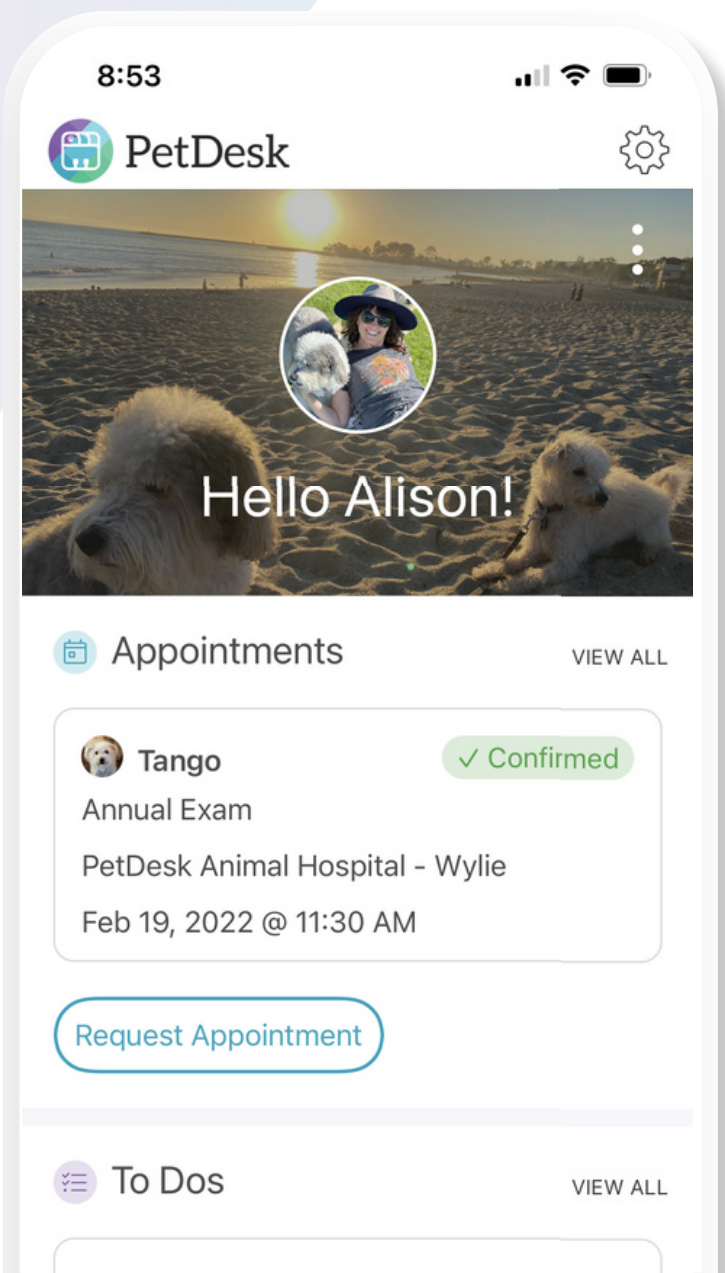 8:53
PetDesk
Hello Alison!
Appointments
VIEW ALL
Tango
✓ Confirmed
Annual Exam
PetDesk Animal Hospital - Wylie
Feb 19, 2022 @ 11:30 AM
Request Appointment
To Dos
VIEW ALL